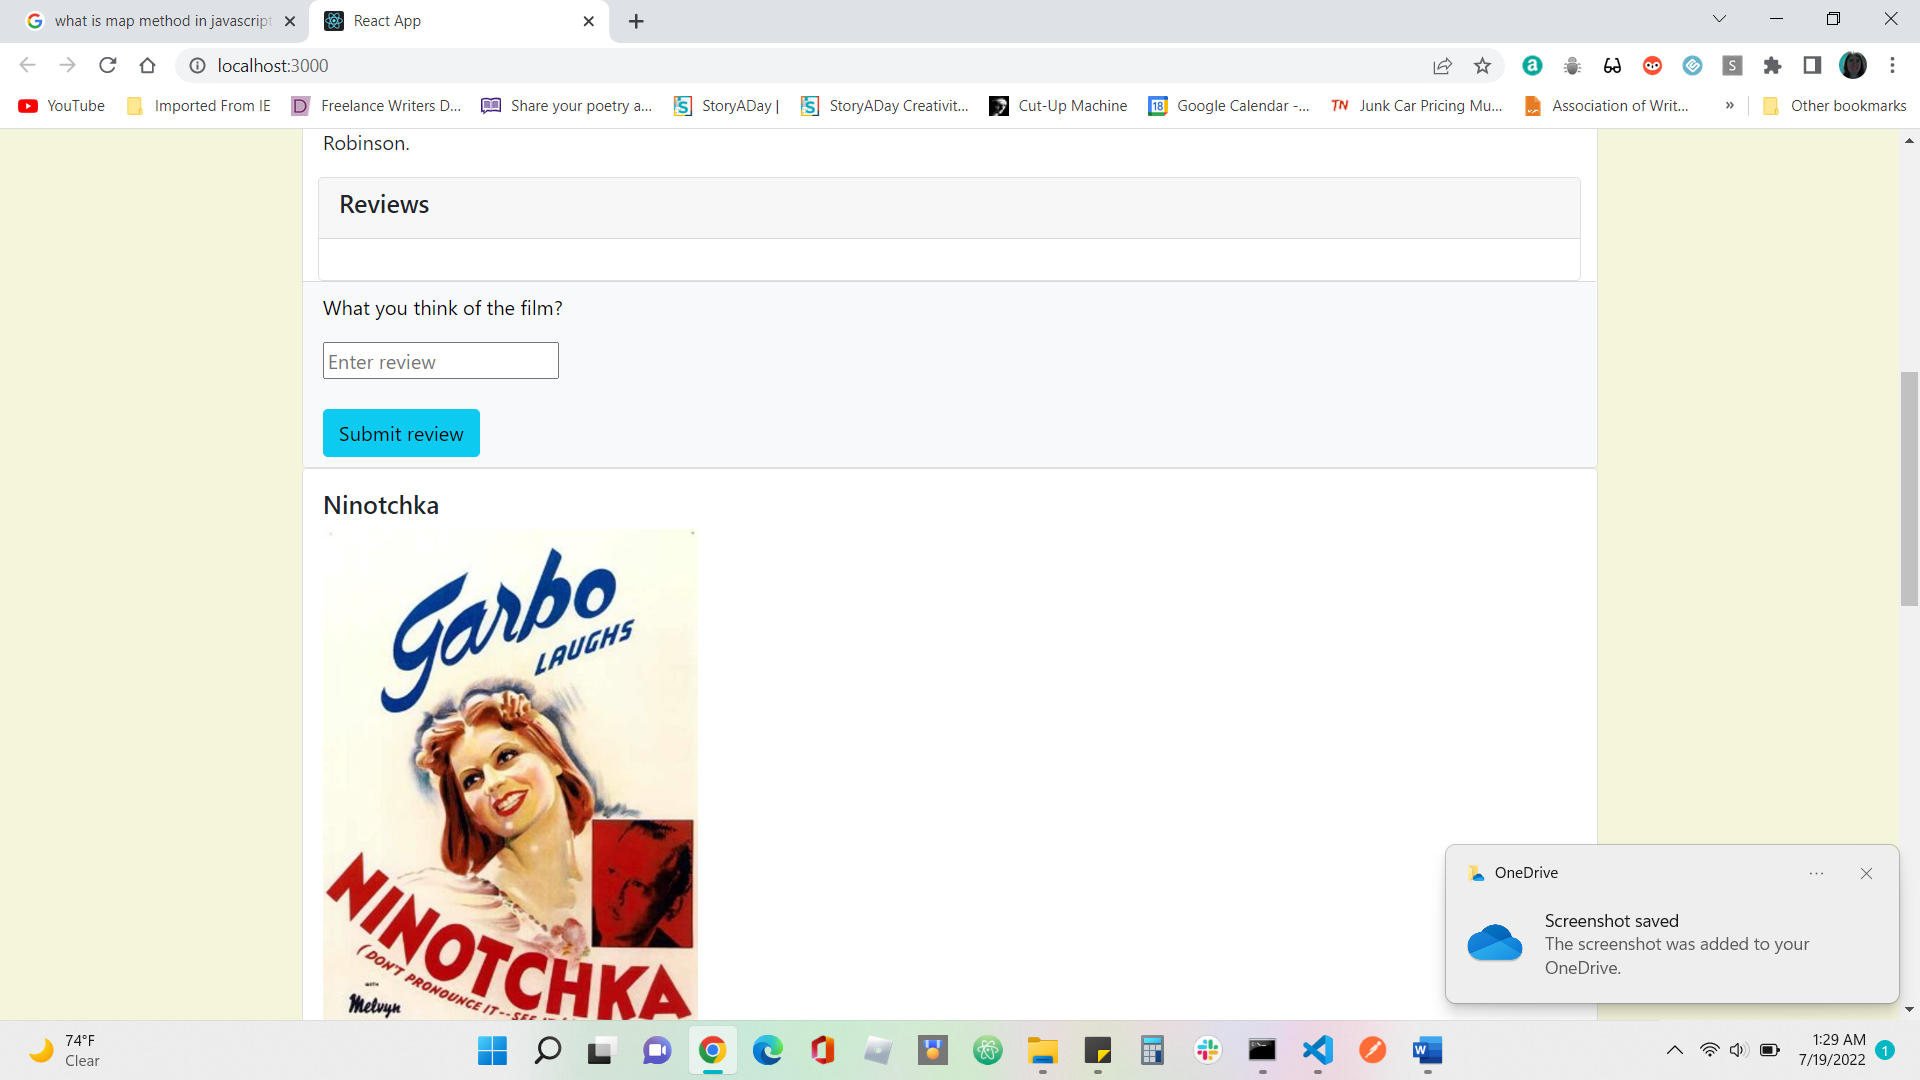 what is map method in javascript
React App
localhost:3000
S
YouTube
Imported From IE
D
Freelance Writers D...
Share your poetry a...
StoryADay |
StoryADay Creativit...
Cut-Up Machine
18
Google Calendar -...
TN
Junk Car Pricing Mu...
Association of Writ...
»
Other bookmarks
Robinson.
Reviews
What you think of the film?
Enter review
Submit review
Ninotchka
Garbo
LAUGHS
NINOTCHKA
(DON'T PRONOUNCE IT--SEE IT
WITH
Melvyn
OneDrive
Screenshot saved
The screenshot was added to your
OneDrive.
74°F
Clear
1:29 AM
7/19/2022
1